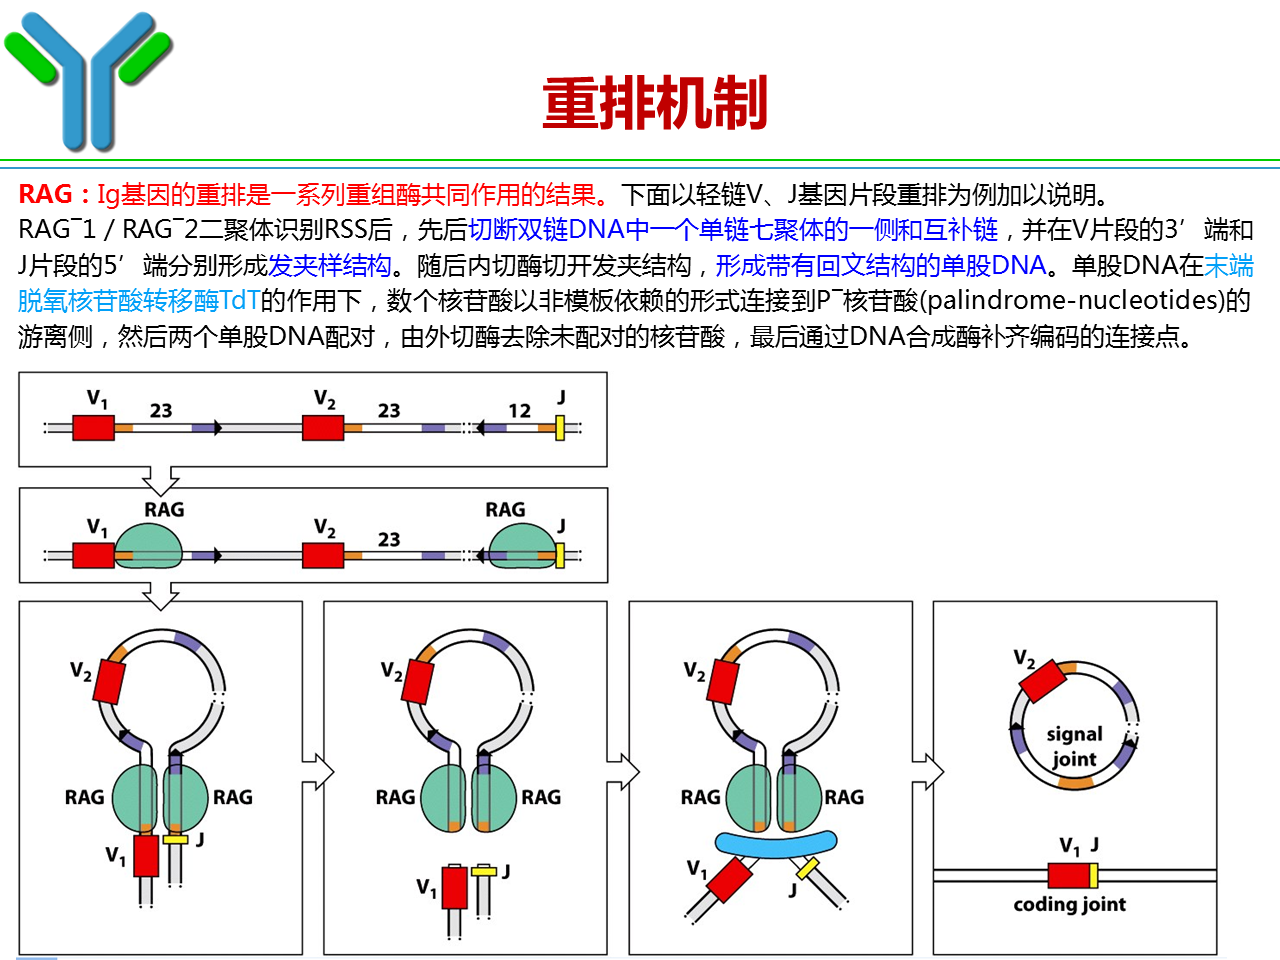 重排机制
RAG：Ig基因的重排是一系列重组酶共同作用的结果。下面以轻链V、J基因片段重排为例加以说明。
RAG‾1 / RAG‾2二聚体识别RSS后，先后切断双链DNA中一个单链七聚体的一侧和互补链，并在V片段的3’端和
J片段的5’端分别形成发夹样结构。随后内切酶切开发夹结构，形成带有回文结构的单股DNA。单股DNA在末端
脱氧核苷酸转移酶TdT的作用下，数个核苷酸以非模板依赖的形式连接到P‾核苷酸(palindrome-nucleotides)的
游离侧，然后两个单股DNA配对，由外切酶去除未配对的核苷酸，最后通过DNA合成酶补齐编码的连接点。
V1 23 V2 23 12 J
RAG RAG
V1 V2 23 J
V2 V2 V2 V2
signal
joint
RAG RAG RAG RAG RAG RAG
V1 J V1 J V1 J V1 J
coding joint